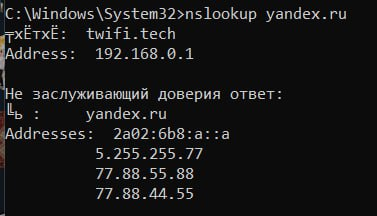 C:\Windows\System32>nslookup yandex.ru
╤хЁтхЁ:  twifi.tech
Address:  192.168.0.1

Не заслуживающий доверия ответ:
╚ь :     yandex.ru
Addresses:  2a02:6b8:a::a
          5.255.255.77
          77.88.55.88
          77.88.44.55